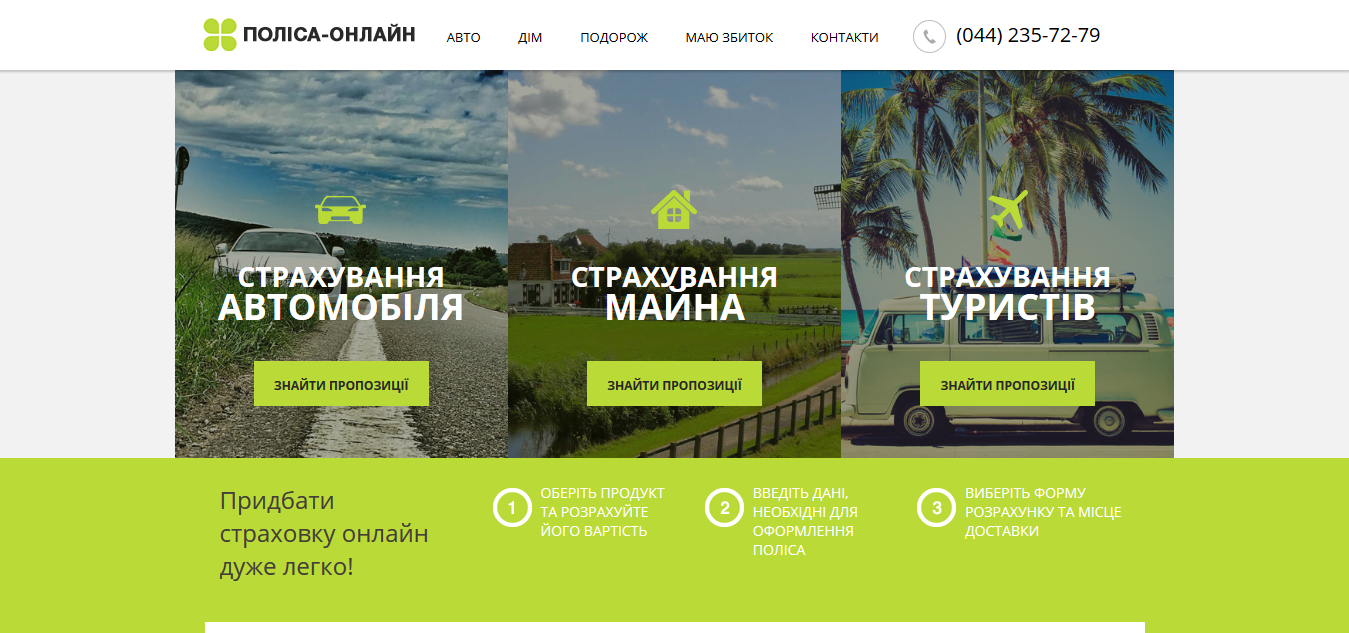 ПОЛІСА-ОНЛАЙН
АВТО
ДІМ
ПОДОРОЖ
МАЮ ЗБИТОК
КОНТАКТИ
(044) 235-72-79
СТРАХУВАННЯ
АВТОМОБІЛЯ
ЗНАЙТИ ПРОПОЗИЦІЇ
СТРАХУВАННЯ
МАЙНА
ЗНАЙТИ ПРОПОЗИЦІЇ
СТРАХУВАННЯ
ТУРИСТІВ
ЗНАЙТИ ПРОПОЗИЦІЇ
Придбати
страховку онлайн
дуже легко!
1
ОБЕРІТЬ ПРОДУКТ
ТА РОЗРАХУЙТЕ
ЙОГО ВАРТІСТЬ
2
ВВЕДІТЬ ДАНІ,
НЕОБХІДНІ ДЛЯ
ОФОРМЛЕННЯ
ПОЛІСА
3
ВИБЕРІТЬ ФОРМУ
РОЗРАХУНКУ ТА МІСЦЕ
ДОСТАВКИ